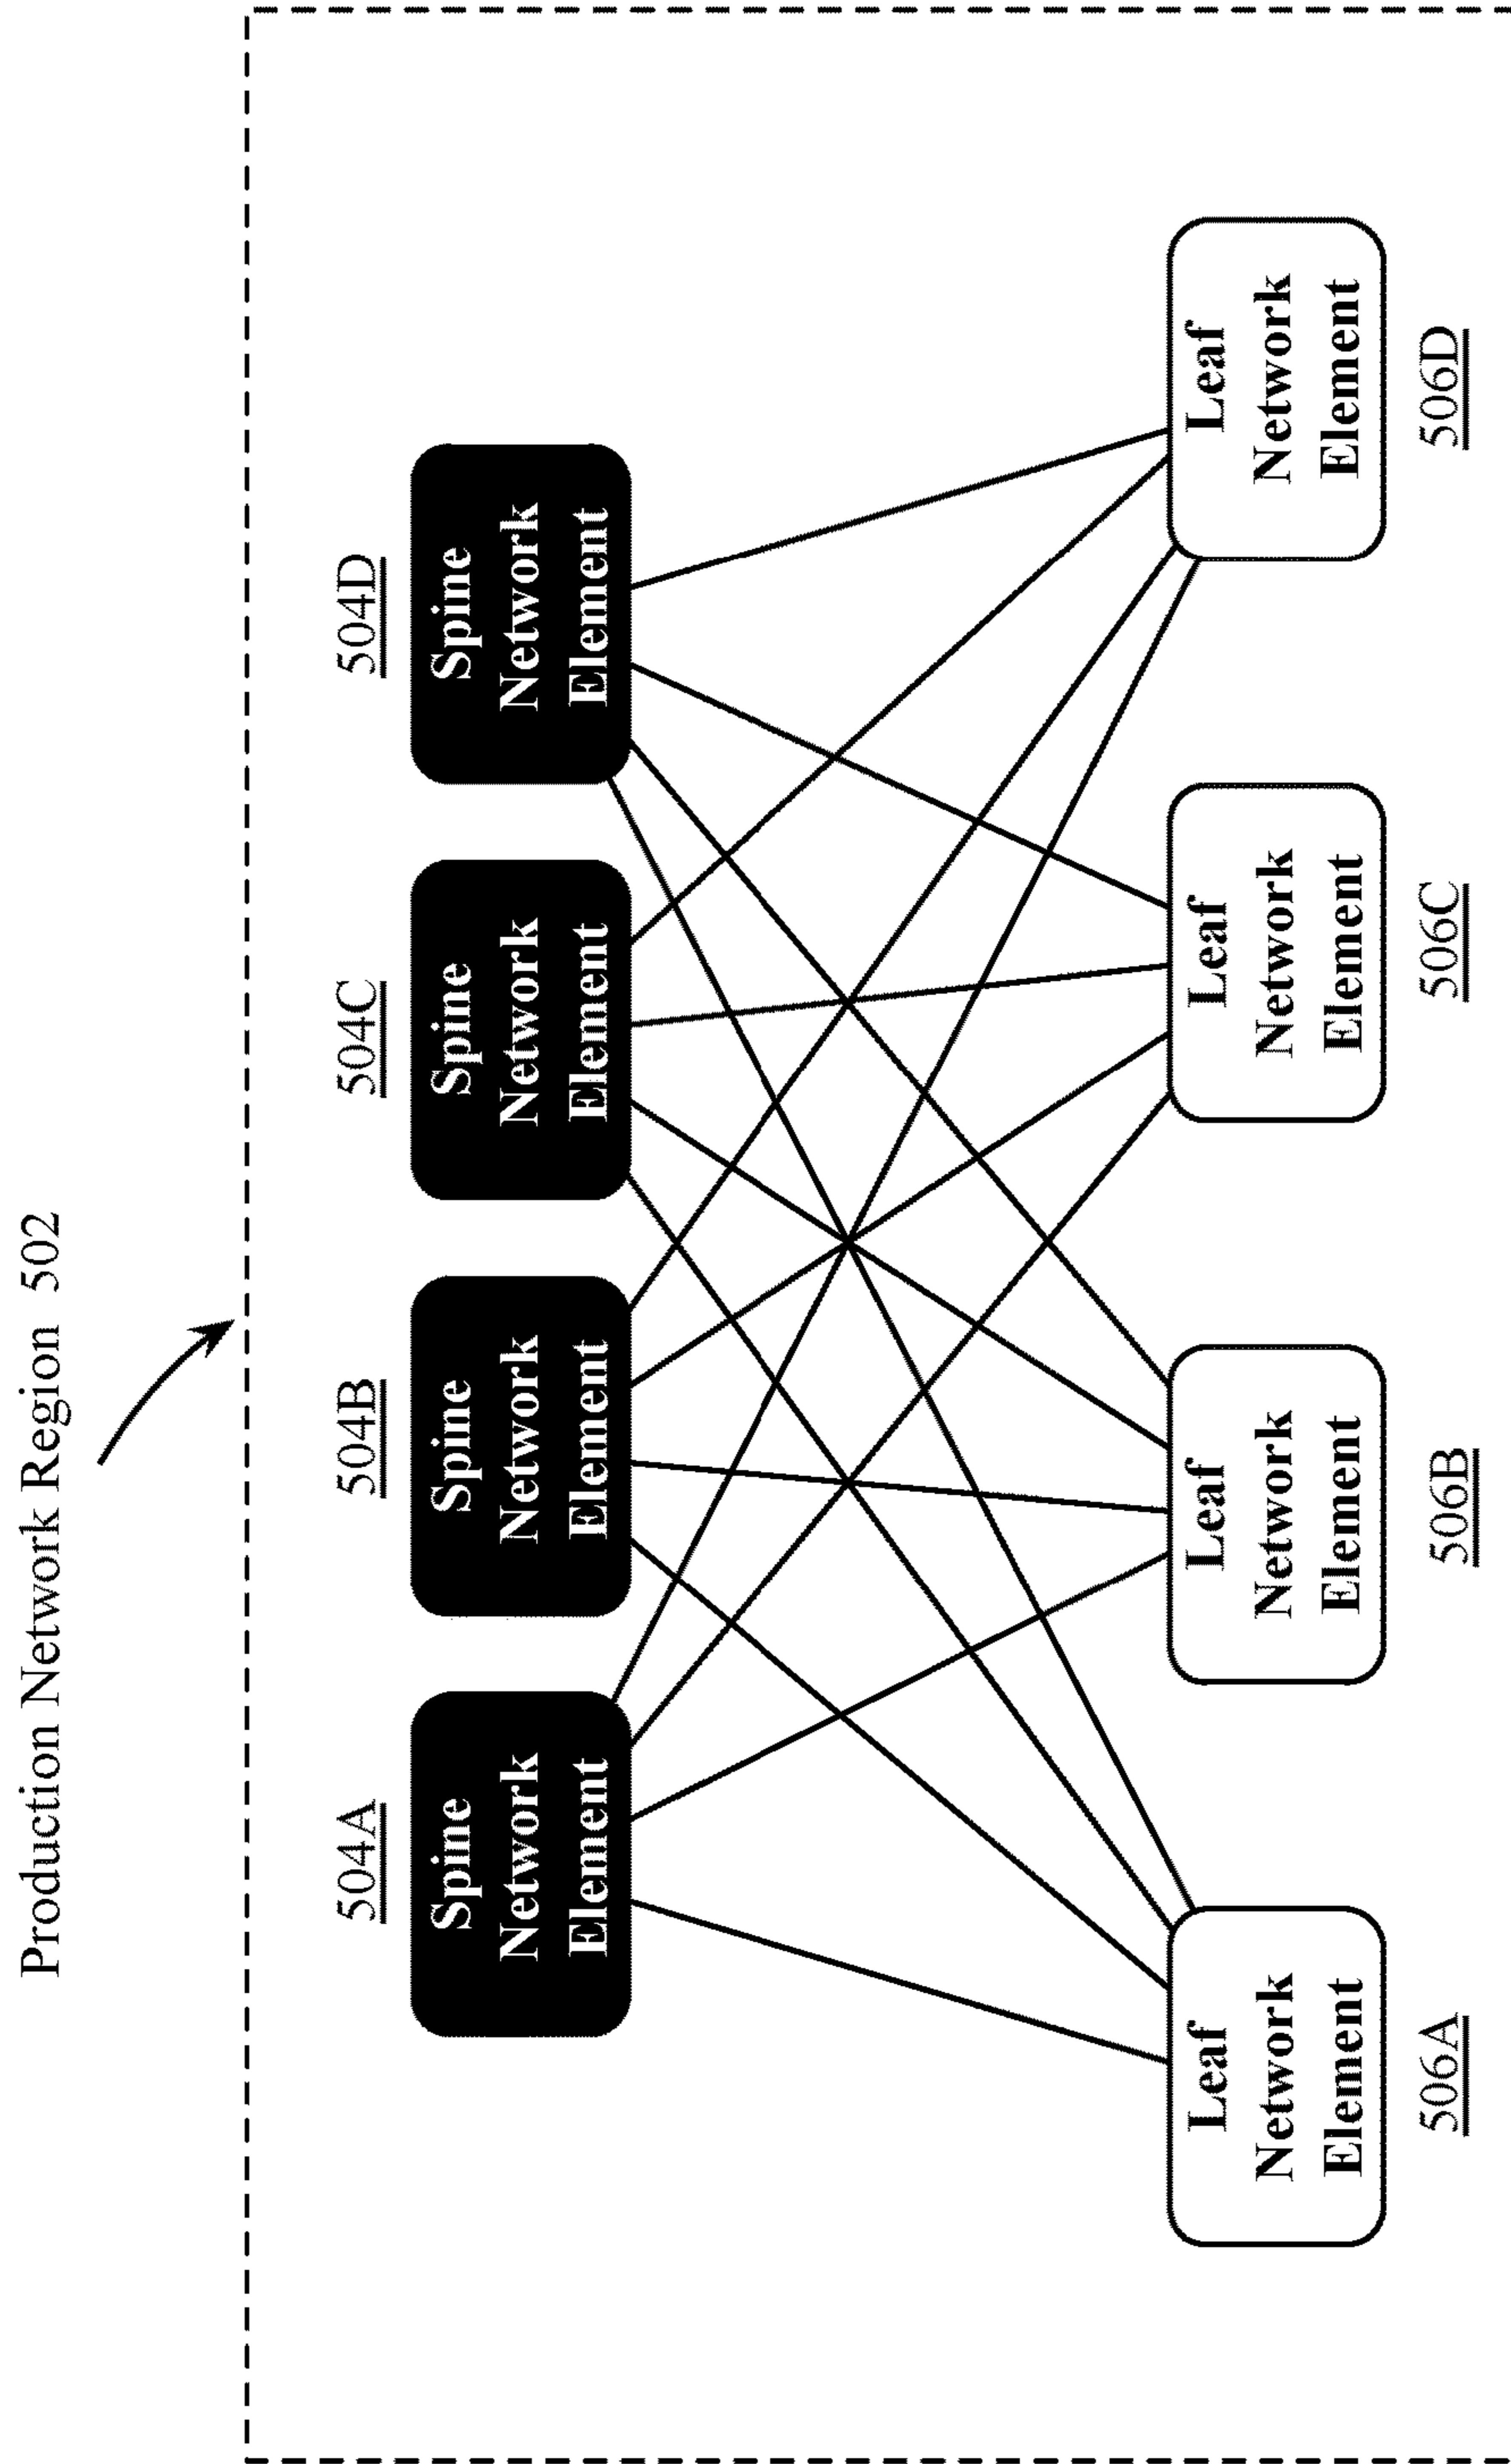 Production Network Region 502
504A
504B
504C
504D
Spine
Network
Element
Spine
Network
Element
Spine
Network
Element
Spine
Network
Element
Leaf
Network
Element
Leaf
Network
Element
Leaf
Network
Element
Leaf
Network
Element
506A
506B
506C
506D